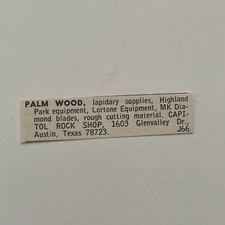 PALM WOOD, lapidary supplies, Highland
Park equipment, Lortone Equipment, MK Dia-
mond blades, rough cutting material. CAPI-
TOL ROCK SHOP, 1603 Glenvalley Dr.,
Austin, Texas 78723. J66